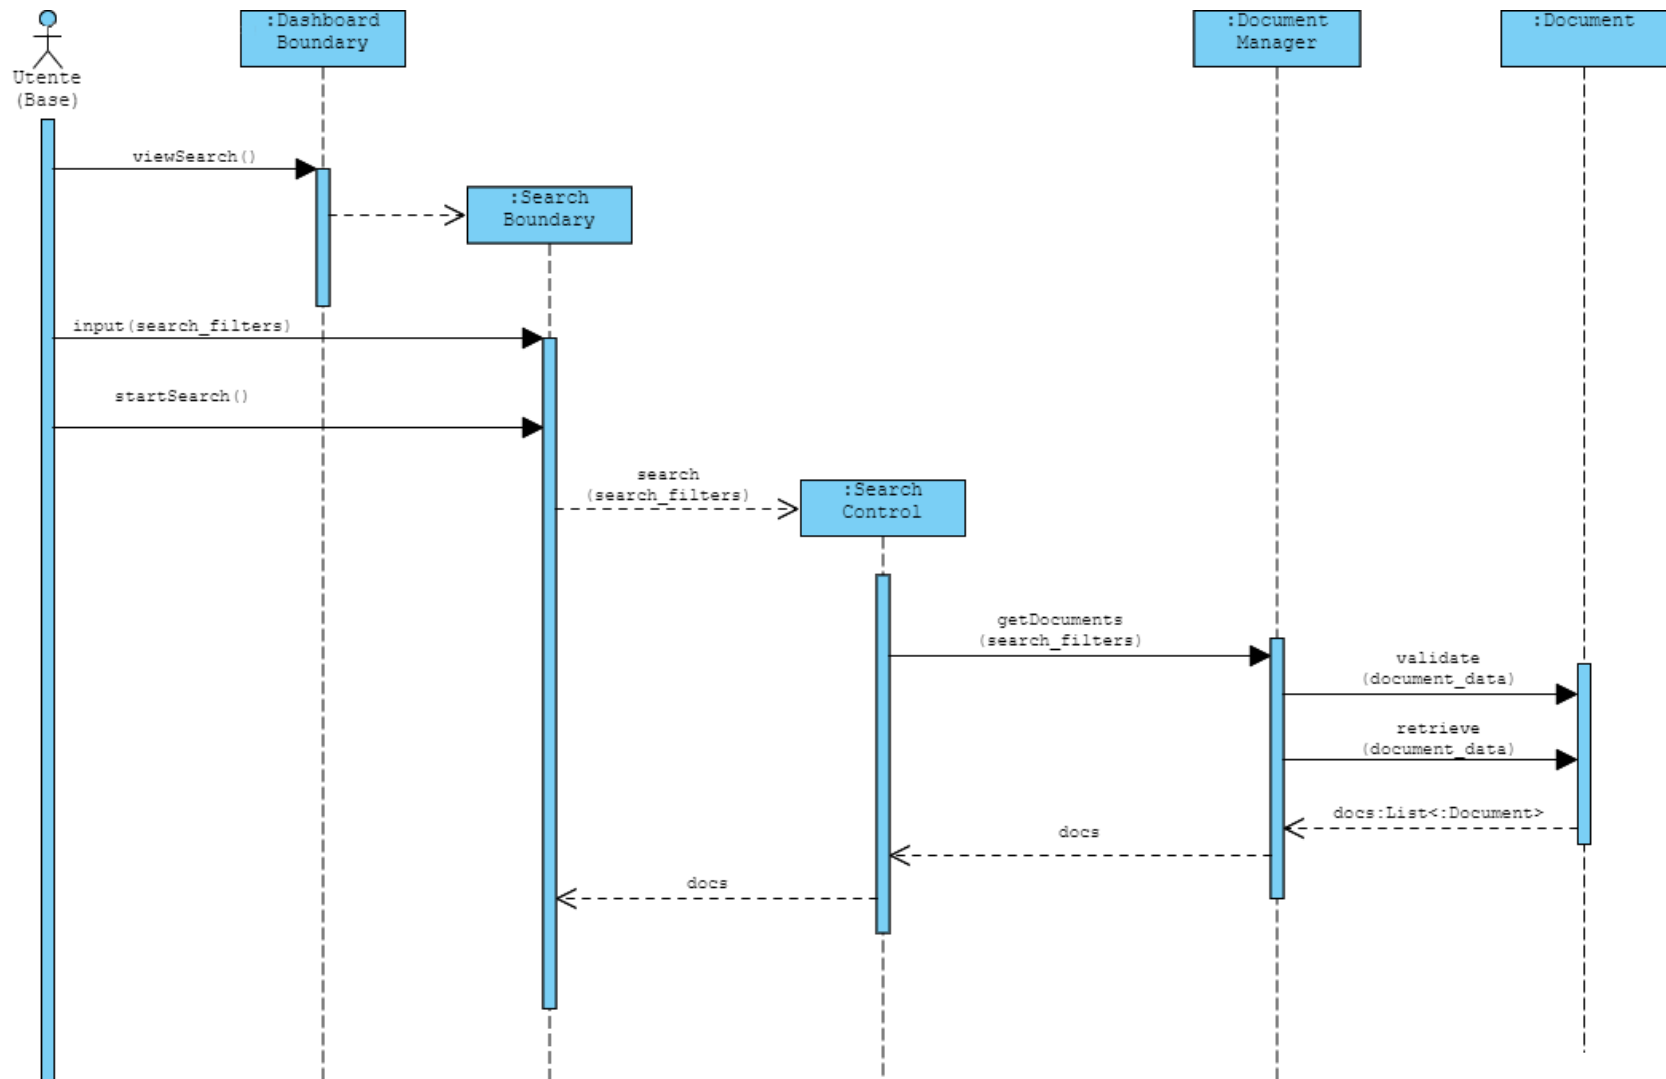 :Dashboard
Boundary
:Document
Manager
:Document
Utente
(Base)
viewSearch()
:Search
Boundary
input(search_filters)
startSearch()
search
(search_filters)
:Search
Control
getDocuments
(search_filters)
validate
(document_data)
retrieve
(document_data)
docs:List<:Document>
docs
docs